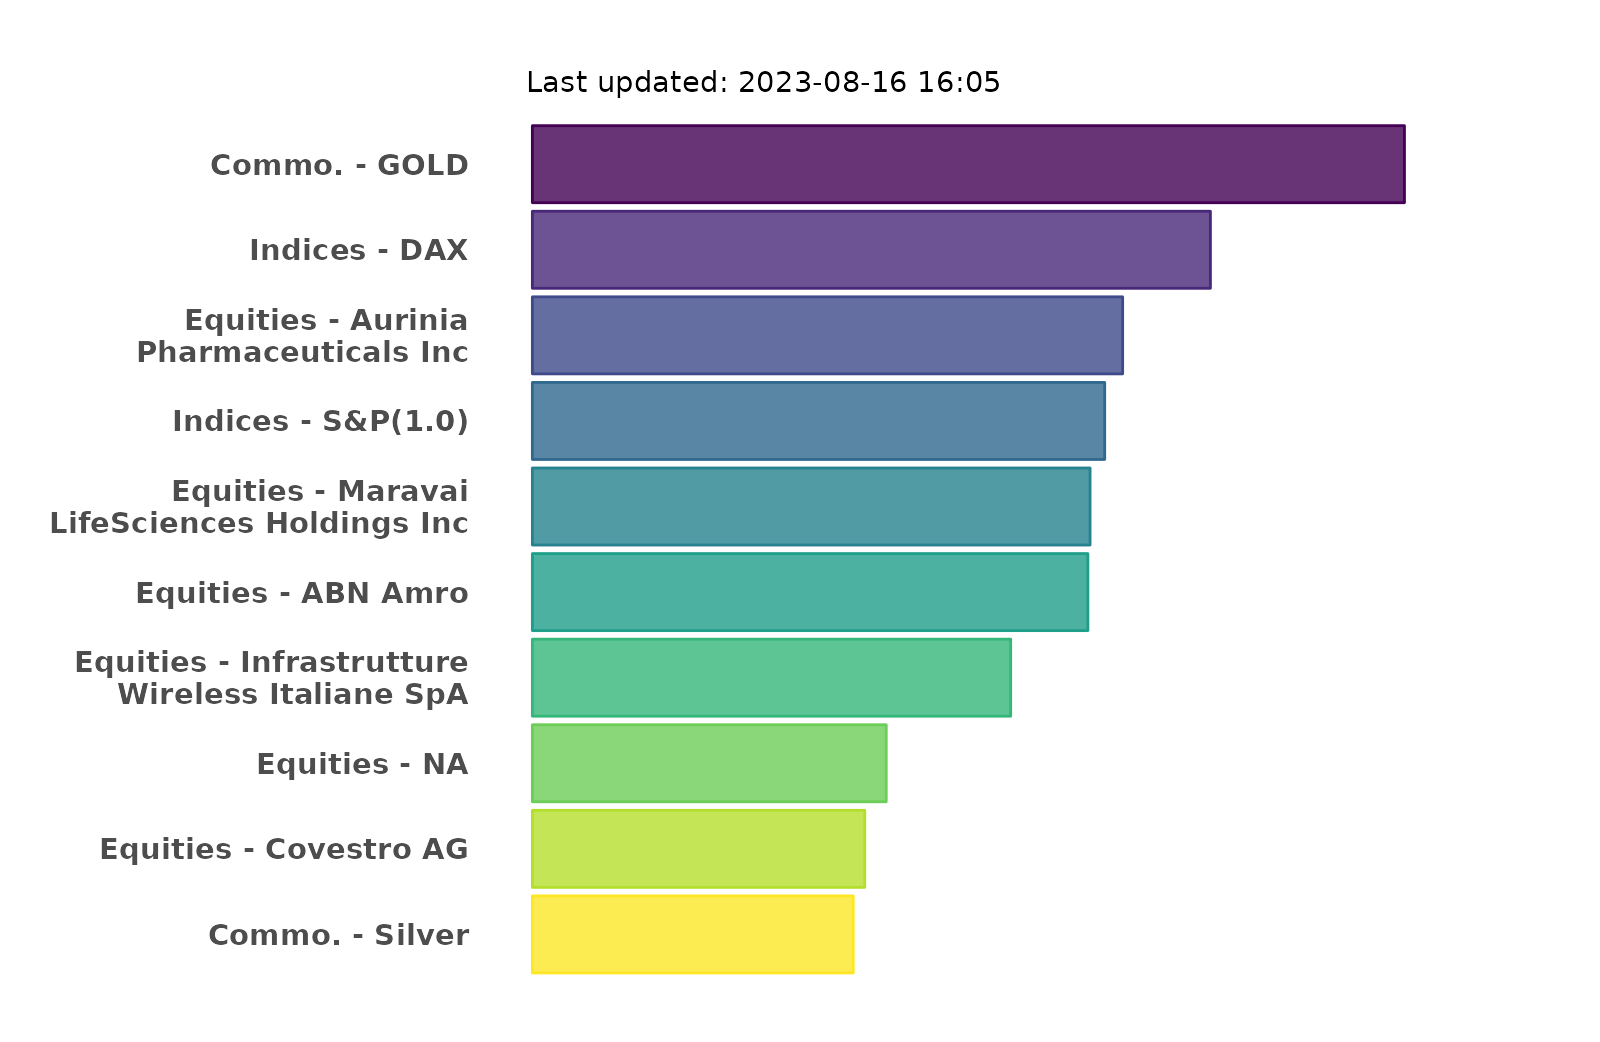 Last updated: 2023-08-16 16:05
Commo. - GOLD
Indices - DAX
Equities - Aurinia
Pharmaceuticals Inc
Indices - S&P(1.0)
Equities - Maravai
LifeSciences Holdings Inc
Equities - ABN Amro
Equities - Infrastrutture
Wireless Italiane SpA
Equities - NA
Equities - Covestro AG
Commo. - Silver